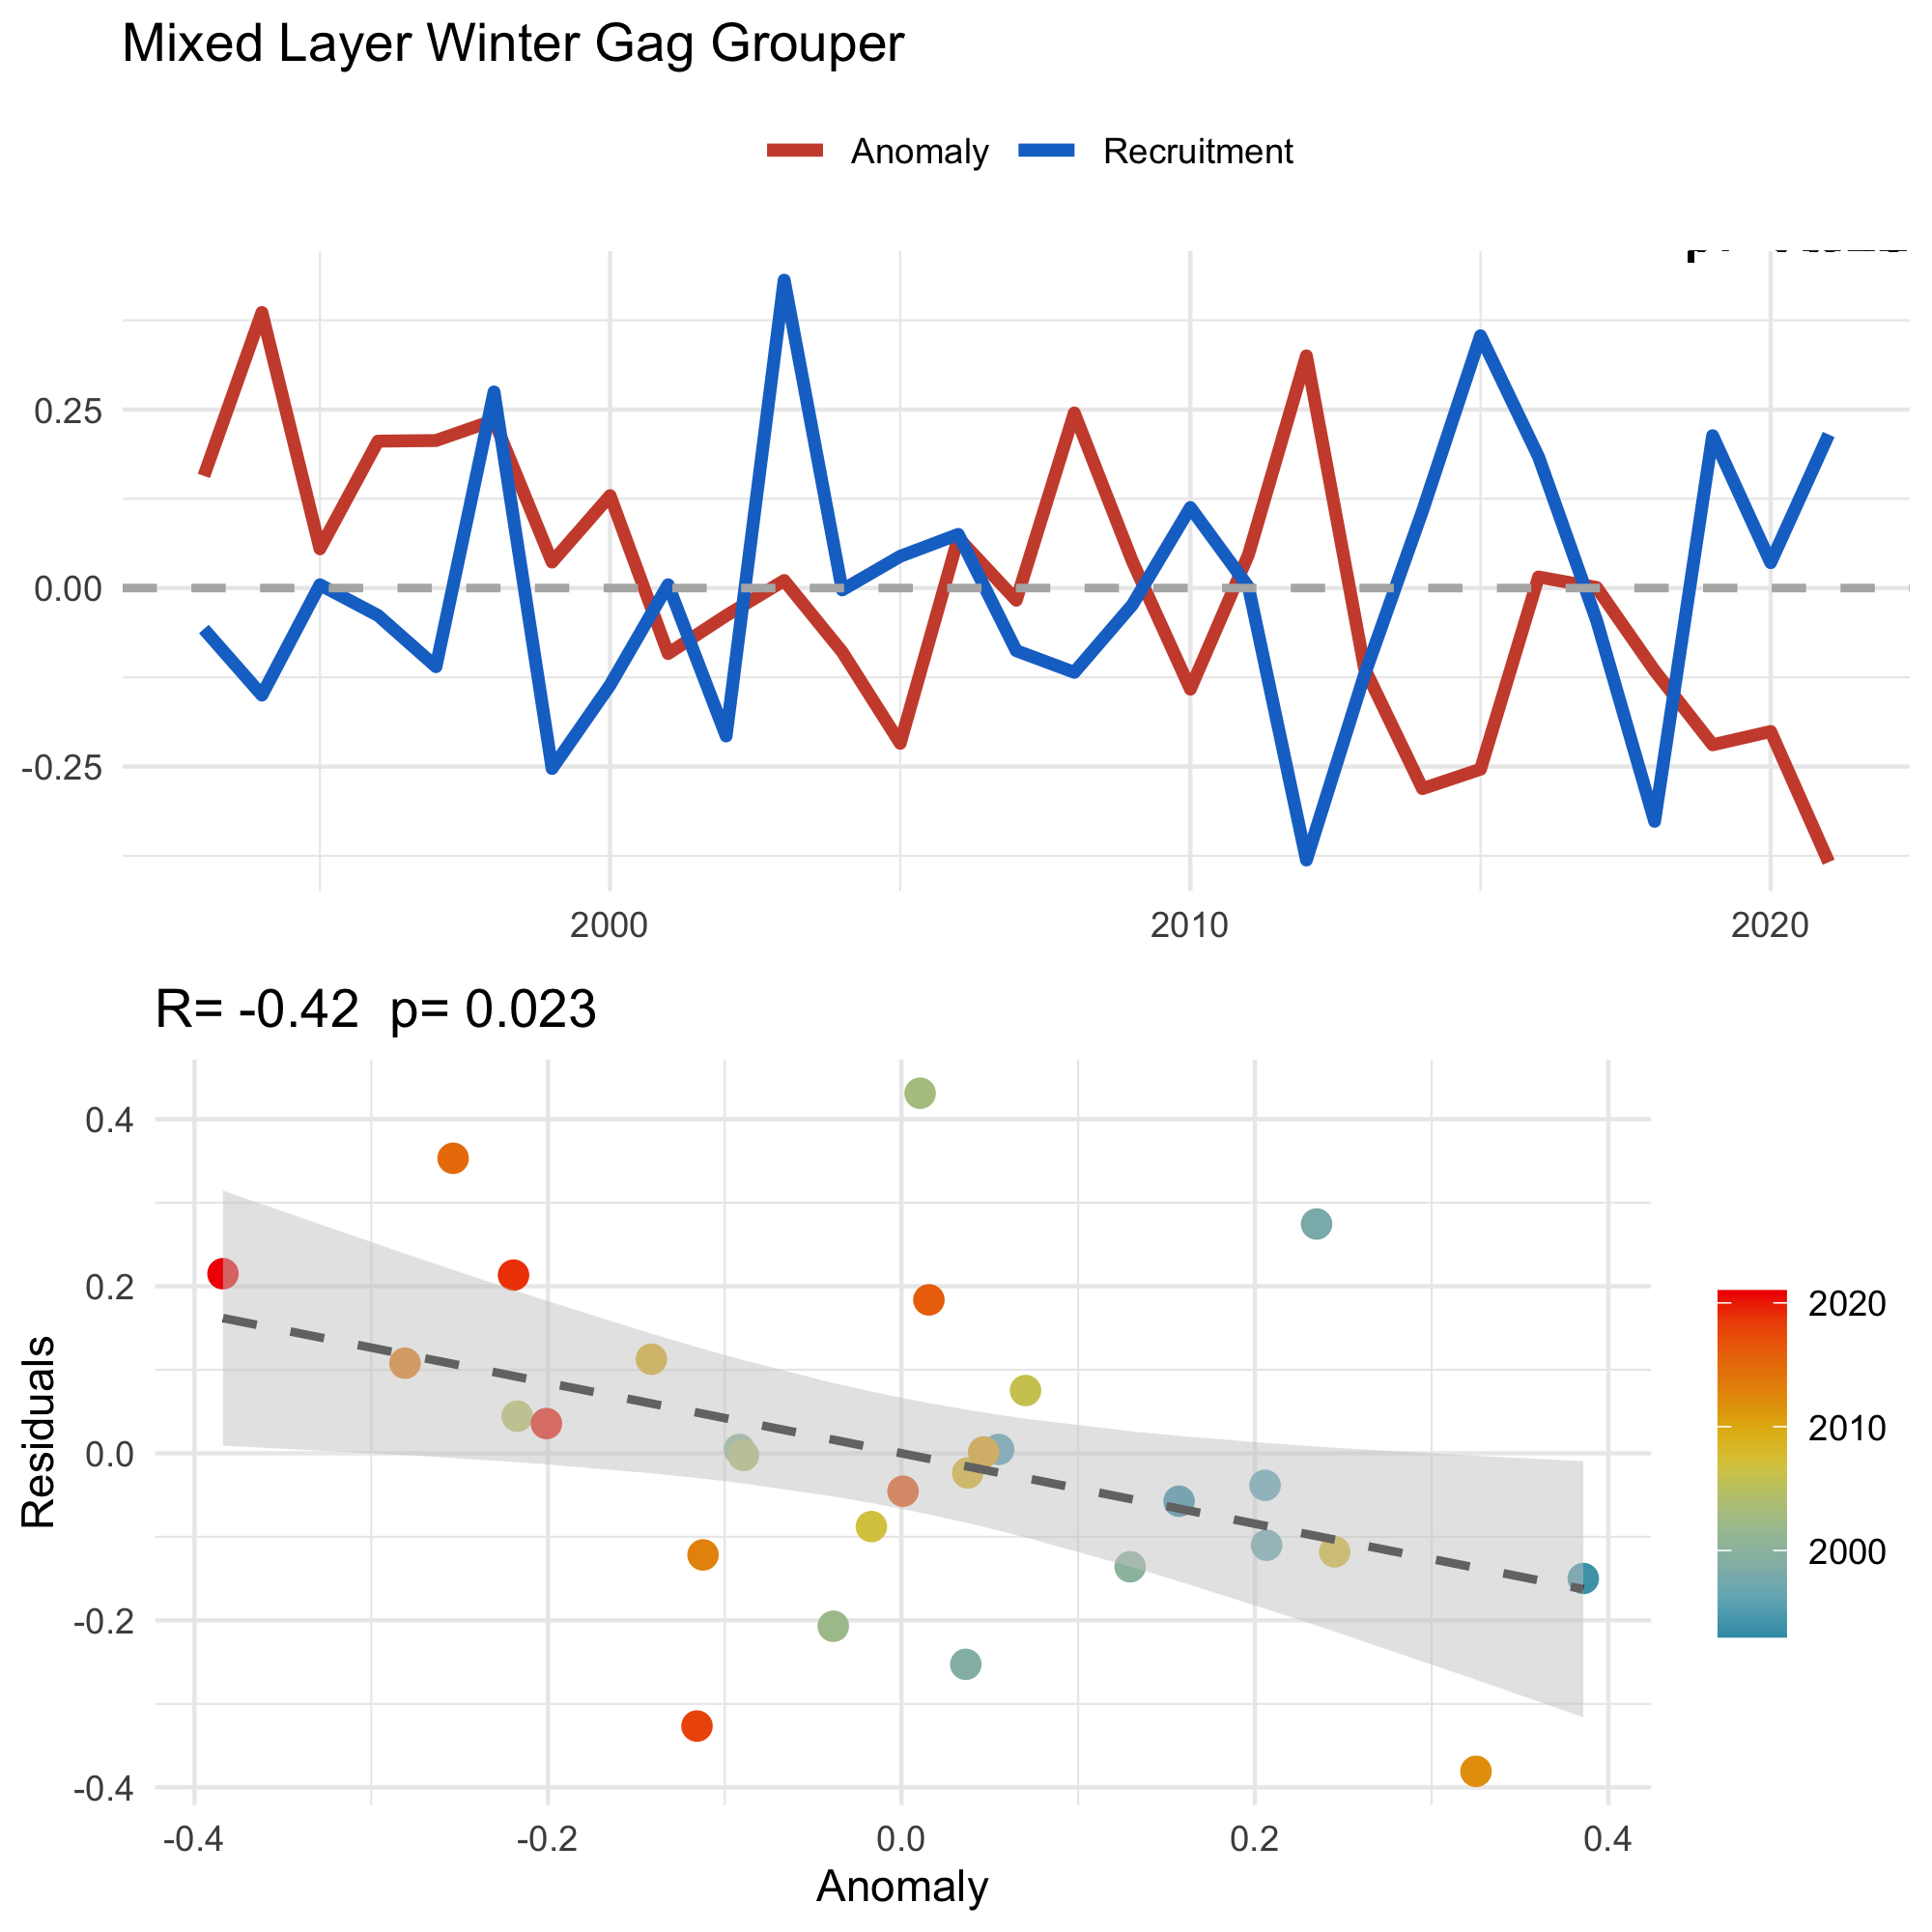 Mixed Layer Winter Gag Grouper
Anomaly Recruitment
0.25
0.00
-0.25
2000 2010 2020
R= -0.42 p= 0.023
Residuals
0.4
0.2
0.0
-0.2
-0.4
-0.4 -0.2 0.0 0.2 0.4
Anomaly
2020
2010
2000